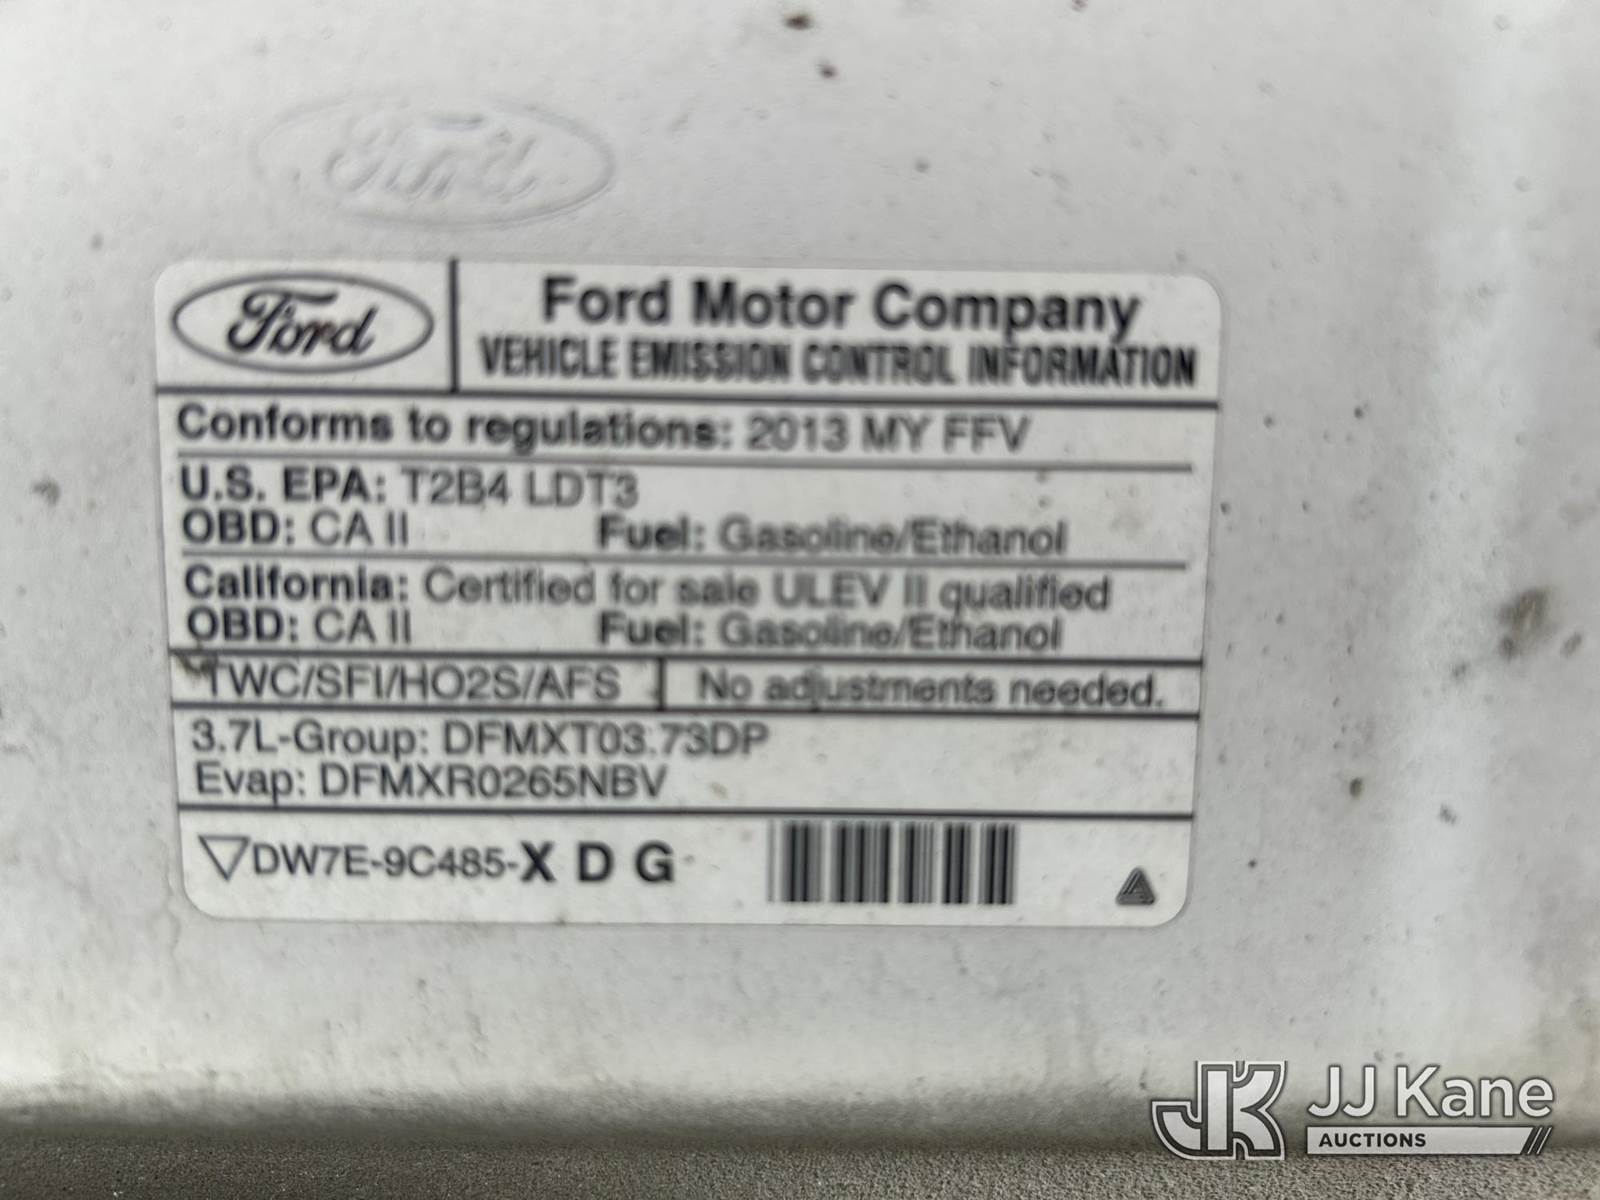 Ford
Ford
Ford Motor Company
VEHICLE EMISSION CONTROL INFORMATION
Conforms to regulations: 2013 MY FFV
U.S. EPA: T2B4 LDT3
OBD: CA II Fuel: Gasoline/Ethanol
California: Certified for sale ULEV II qualified
OBD: CA II Fuel: Gasoline/Ethanol
TWC/SFI/HO2S/AFS No adjustments needed.
3.7L-Group: DFMXT03.73DP
Evap: DFMXR0265NBV
DW7E-9C485-X D G
JK JJ Kane
AUCTIONS